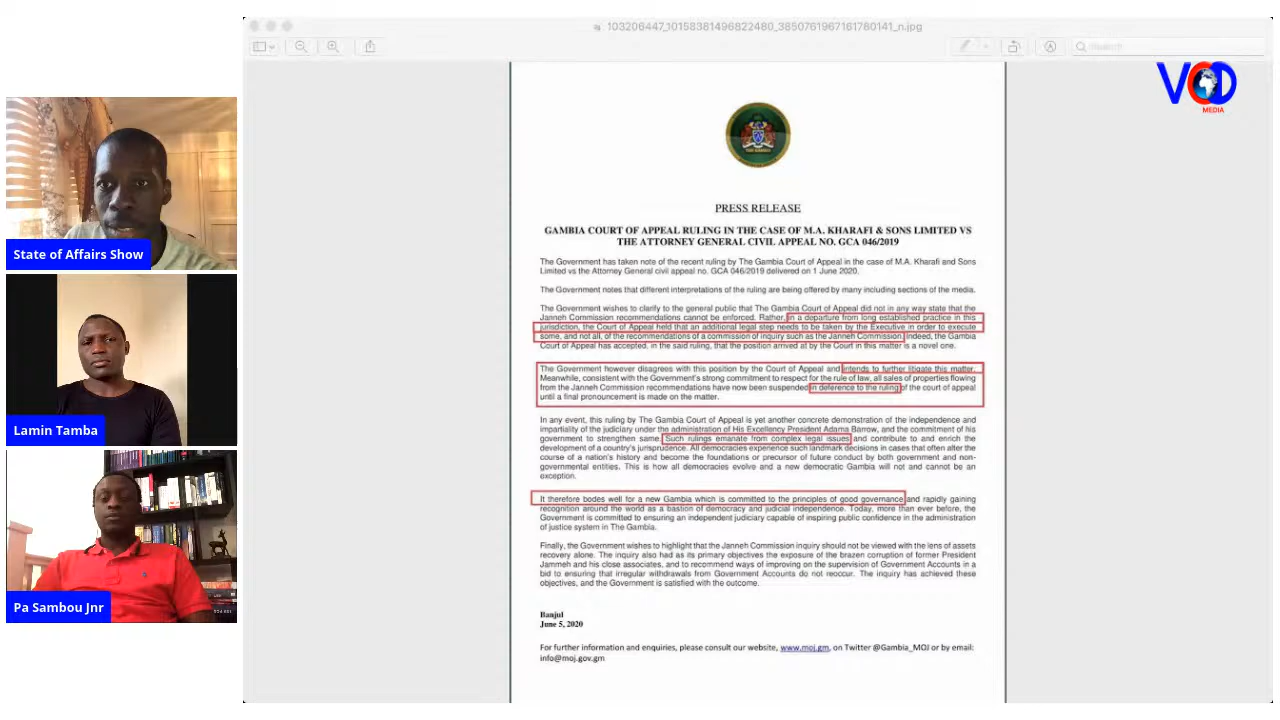 103206447_10158381496822480_3850761967161780141_n.jpg
Search
VOD
MEDIA
State of Affairs Show
Lamin Tamba
Pa Sambou Jnr
PRESS RELEASE
GAMBIA COURT OF APPEAL RULING IN THE CASE OF M.A. KHARAFI & SONS LIMITED VS
THE ATTORNEY GENERAL CIVIL APPEAL NO. GCA 046/2019
The Government has taken note of the recent ruling by The Gambia Court of Appeal in the case of M.A. Kharafi and Sons
Limited vs the Attorney General civil appeal no. GCA 046/2019 delivered on 1 June 2020.
The Government notes that different interpretations of the ruling are being offered by many including sections of the media.
The Government wishes to clarify to the general public that The Gambia Court of Appeal did not in any way state that the
Janneh Commission recommendations cannot be enforced. Rather, in a departure from long established practice in this
jurisdiction, the Court of Appeal held that an additional legal step needs to be taken by the Executive in order to execute
some, and not all, of the recommendations of a commission of inquiry such as the Janneh Commission. Indeed, the Gambia
Court of Appeal has accepted, in the said ruling, that the position arrived at by the Court in this matter is a novel one.
The Government however disagrees with this position by the Court of Appeal and intends to further litigate this matter.
Meanwhile, consistent with the Government's strong commitment to respect for the rule of law, all sales of properties flowing
from the Janneh Commission recommendations have now been suspended in deference to the ruling of the court of appeal
until a final pronouncement is made on the matter.
In any event, this ruling by The Gambia Court of Appeal is yet another concrete demonstration of the independence and
impartiality of the judiciary under the administration of His Excellency President Adama Barrow, and the commitment of his
government to strengthen same. Such rulings emanate from complex legal issues and contribute to and enrich the
development of a country's jurisprudence. All democracies experience such landmark decisions in cases that often alter the
course of a nation's history and become the foundations or precursor of future conduct by both government and non-
governmental entities. This is how all democracies evolve and a new democratic Gambia will not and cannot be an
exception.
It therefore bodes well for a new Gambia which is committed to the principles of good governance and rapidly gaining
recognition around the world as a bastion of democracy and judicial independence. Today, more than ever before, the
Government is committed to ensuring an independent judiciary capable of inspiring public confidence in the administration
of justice system in The Gambia.
Finally, the Government wishes to highlight that the Janneh Commission inquiry should not be viewed with the lens of assets
recovery alone. The inquiry also had as its primary objectives the exposure of the brazen corruption of former President
Jammeh and his close associates, and to recommend ways of improving on the supervision of Government Accounts in a
bid to ensuring that irregular withdrawals from Government Accounts do not reoccur. The inquiry has achieved these
objectives, and the Government is satisfied with the outcome.
Banjul
June 5, 2020
For further information and enquiries, please consult our website, www.moj.gm, on Twitter @Gambia_MOJ or by email:
info@moj.gov.gm